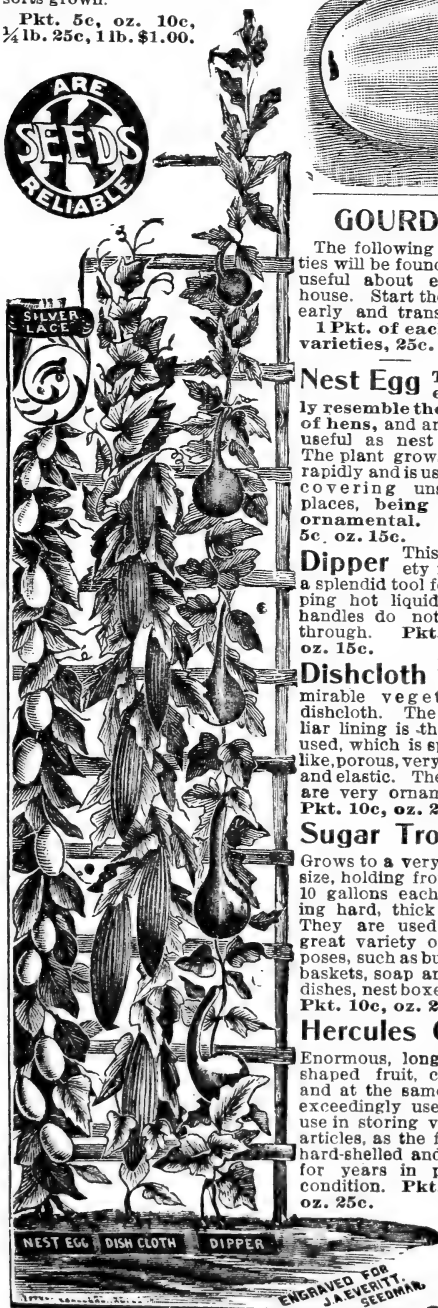 Pkt. 5c, oz. 10c,
¼ lb. 25c, 1 lb. $1.00.
ARE
SEEDS
RELIABLE
SILVER
LACE
GOURD
The following
ties will be found
useful about e
house. Start th
early and trans
1 Pkt. of eac
varieties, 25c.
Nest Egg T
ly resemble the
of hens, and ar
useful as nest
The plant grow
rapidly and is us
covering un
places, being
ornamental.
5c. oz. 15c.
Dipper This
ety
a splendid tool f
ping hot liquid
handles do not
through. Pkt
oz. 15c.
Dishcloth
mirable veget
dishcloth. The
liar lining is th
used, which is s
like, porous, very
and elastic. The
are very ornam
Pkt. 10c, oz. 2
Sugar Tro
Grows to a very
size, holding fro
10 gallons each
ing hard, thick
They are used
great variety o
poses, such as bu
baskets, soap an
dishes, nest boxe
Pkt. 10c, oz. 2
Hercules
Enormous, long
shaped fruit, c
and at the same
exceedingly use
use in storing v
articles, as the f
hard-shelled and
for years in p
condition. Pkt
oz. 25c.
NEST EGG DISH CLOTH DIPPER
ENGRAVED FOR
J.A. EVERITT.
SEEDMAN,